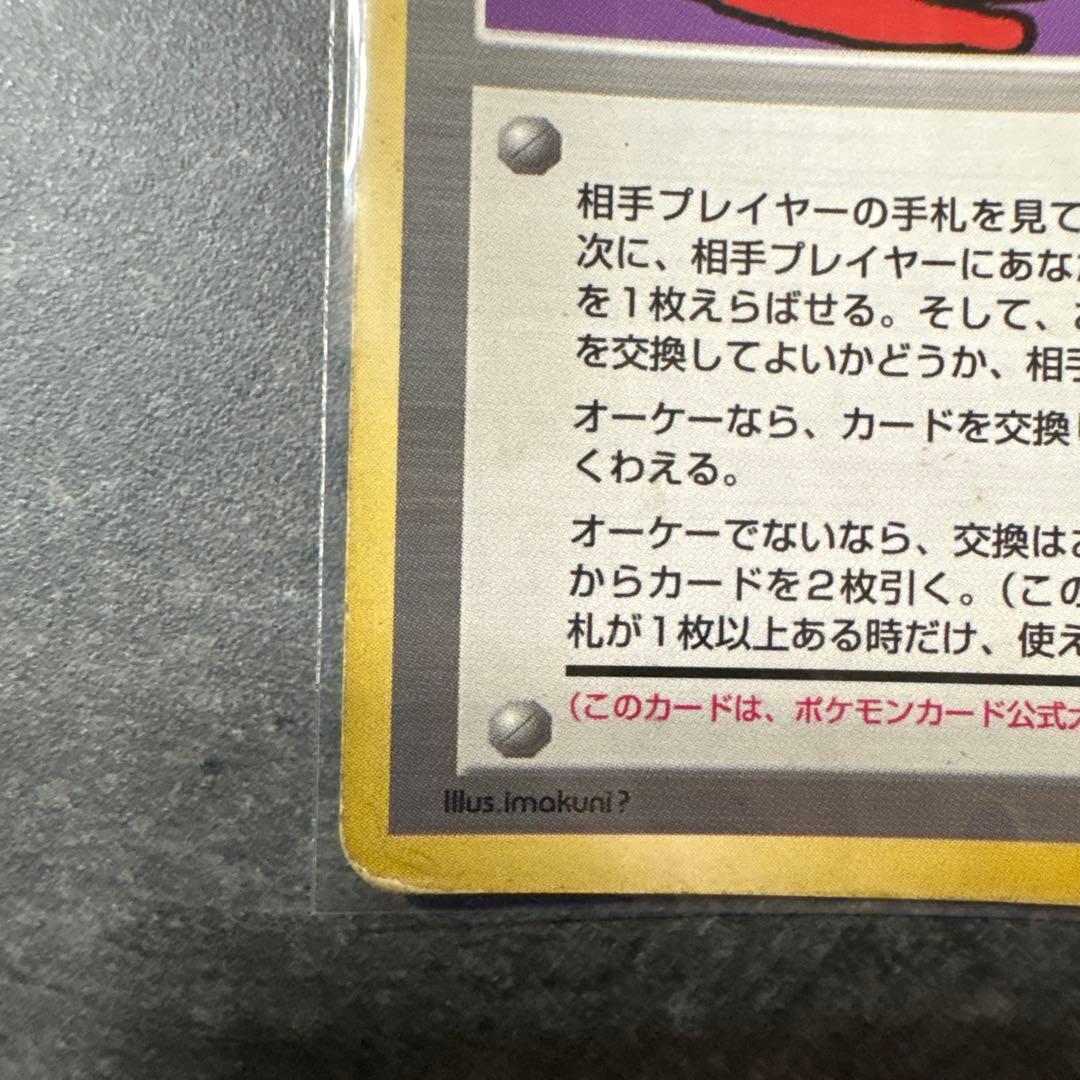 相手プレイヤーの手札を見て
次に、相手プレイヤーにあな
を1枚えらばせる。そして、
を交換してよいかどうか、相手
オーケーなら、カードを交換し
くわえる。
オーケーでないなら、交換はお
からカードを2枚引く。(この
札が1枚以上ある時だけ、使え
(このカードは、ポケモンカード公式大
Illus.imakuni?